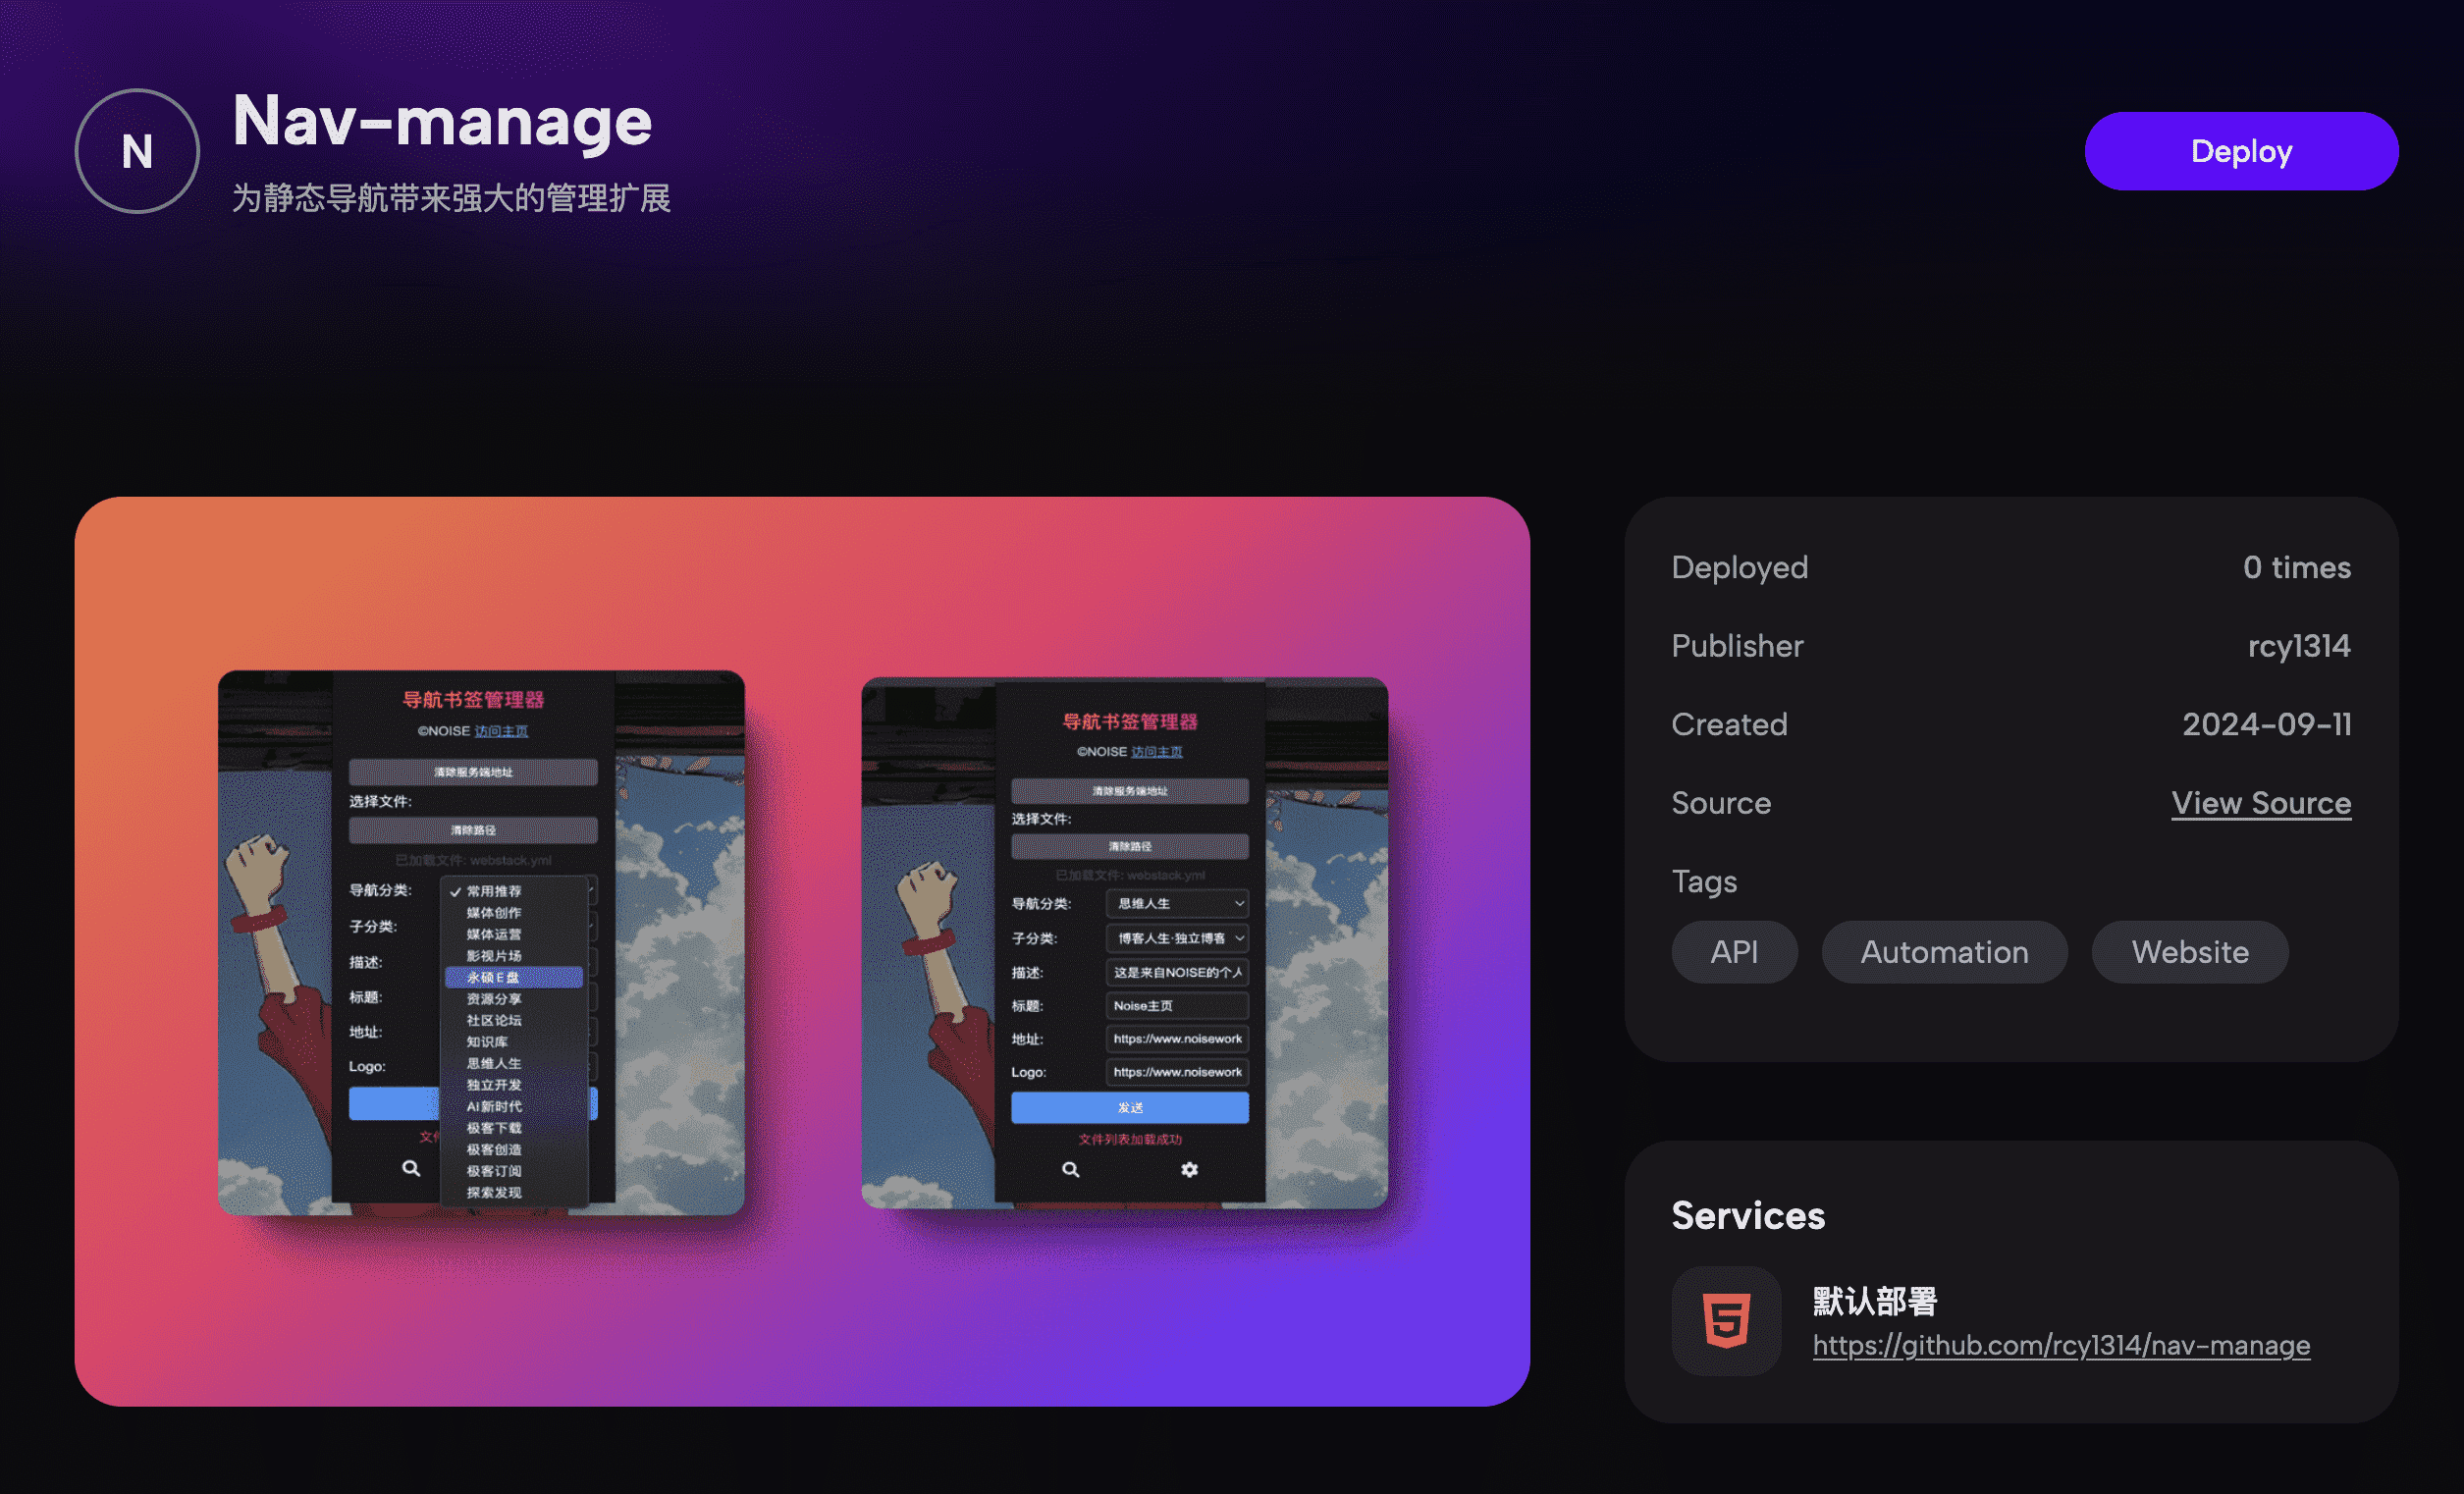 N
Nav-manage
为静态导航带来强大的管理扩展
Deploy
导航书签管理器
©NOISE 访问主页
清除服务端地址
选择文件:
清除路径
已加载文件: webstack.yml
导航分类:
子分类:
描述:
标题:
地址:
Logo:
✓ 常用推荐
媒体创作
媒体运营
影视片场
永硕E盘
资源分享
社区论坛
知识库
思维人生
独立开发
AI新时代
极客下载
极客创造
极客订阅
探索发现
文件
导航书签管理器
©NOISE 访问主页
清除服务端地址
选择文件:
清除路径
已加载文件: webstack.yml
导航分类: 思维人生
子分类: 博客人生·独立博客
描述: 这是来自NOISE的个人
标题: Noise主页
地址: https://www.noisework
Logo: https://www.noisework
发送
文件列表加载成功
Deployed 0 times
Publisher rcy1314
Created 2024-09-11
Source View Source
Tags
API Automation Website
Services
默认部署
https://github.com/rcy1314/nav-manage